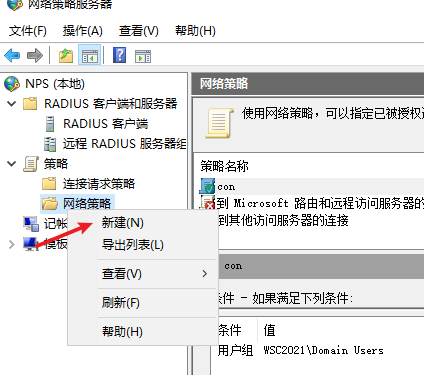 网络策略服务器
文件(F) 操作(A) 查看(V) 帮助(H)
NPS (本地)
RADIUS 客户端和服务器
RADIUS 客户端
远程 RADIUS 服务器组
策略
连接请求策略
网络策略
记帐
模板
新建(N)
导出列表(L)
查看(V)
刷新(F)
帮助(H)
网络策略
使用网络策略，可以指定已被授权
策略名称
con
到 Microsoft 路由和远程访问服务器的
到其他访问服务器的连接
con
条件 - 如果满足下列条件:
条件 值
用户组 WSC2021\Domain Users